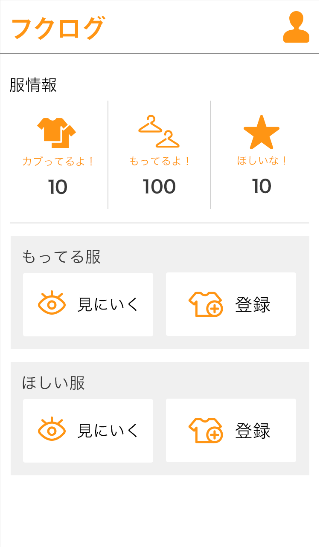 フクログ
服情報
カブってるよ！ もってるよ！ ほしいな！
10 100 10
もってる服
見にいく 登録
ほしい服
見にいく 登録